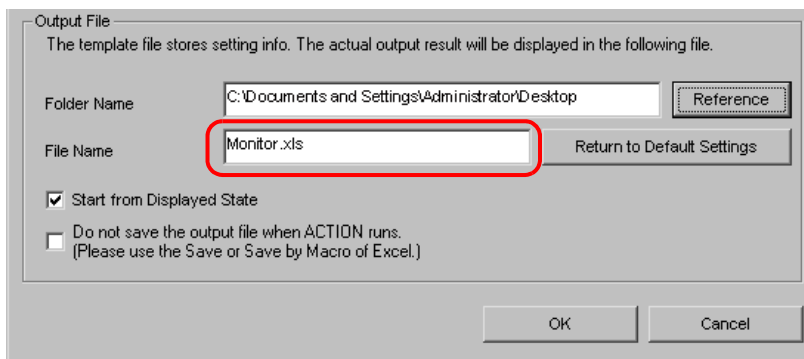 Output File
The template file stores setting info. The actual output result will be displayed in the following file.
Folder Name
C:\Documents and Settings\Administrator\Desktop
Reference
File Name
Monitor.xls
Return to Default Settings
Start from Displayed State
Do not save the output file when ACTION runs.
(Please use the Save or Save by Macro of Excel.)
OK
Cancel